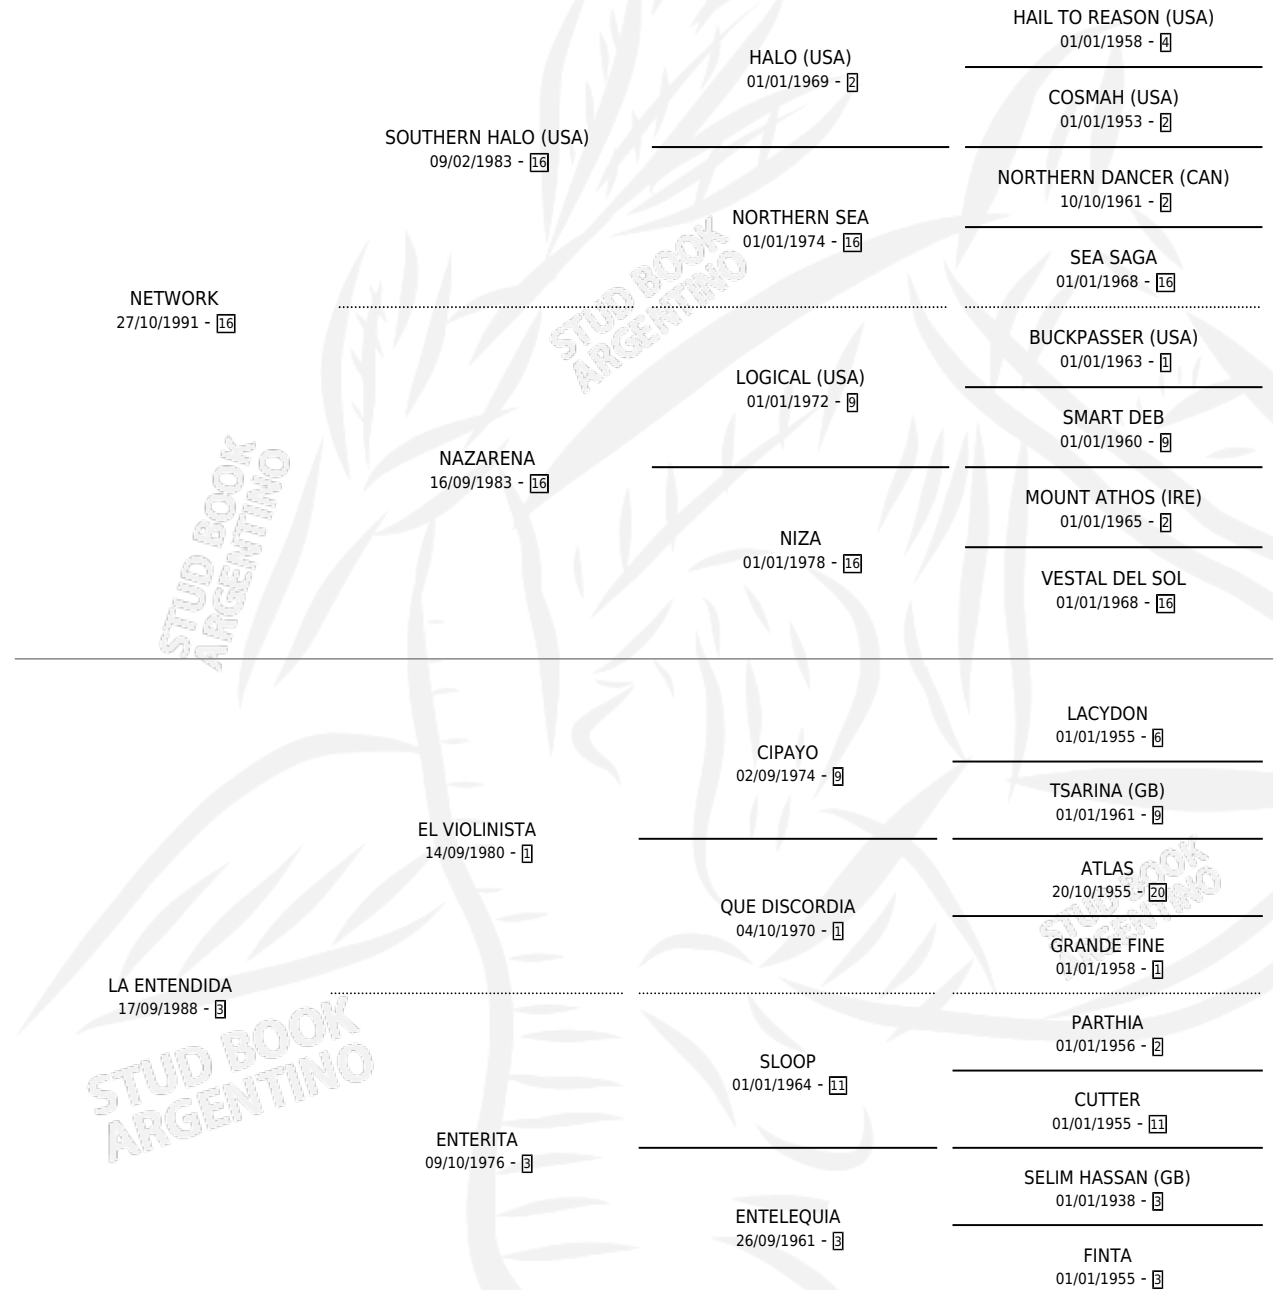 HAIL TO REASON (USA)
01/01/1958 - 4
HALO (USA)
01/01/1969 - 2
COSMAH (USA)
01/01/1953 - 2
SOUTHERN HALO (USA)
09/02/1983 - 16
NORTHERN DANCER (CAN)
10/10/1961 - 2
NORTHERN SEA
01/01/1974 - 16
SEA SAGA
01/01/1968 - 16
NETWORK
27/10/1991 - 16
BUCKPASSER (USA)
01/01/1963 - 1
LOGICAL (USA)
01/01/1972 - 9
SMART DEB
01/01/1960 - 9
NAZARENA
16/09/1983 - 16
MOUNT ATHOS (IRE)
01/01/1965 - 2
NIZA
01/01/1978 - 16
VESTAL DEL SOL
01/01/1968 - 16
LACYDON
01/01/1955 - 6
CIPAYO
02/09/1974 - 9
TSARINA (GB)
01/01/1961 - 9
EL VIOLINISTA
14/09/1980 - 1
ATLAS
20/10/1955 - 20
QUE DISCORDIA
04/10/1970 - 1
GRANDE FINE
01/01/1958 - 1
LA ENTENDIDA
17/09/1988 - 3
PARTHIA
01/01/1956 - 2
SLOOP
01/01/1964 - 11
CUTTER
01/01/1955 - 11
ENTERITA
09/10/1976 - 3
SELIM HASSAN (GB)
01/01/1938 - 3
ENTELEQUIA
26/09/1961 - 3
FINTA
01/01/1955 - 3
STUD BOOK
ARGENTINO
STUD BOOK
ARGENTINO
STUD BOOK
ARGENTINO
STUD BOOK
ARGENTINO